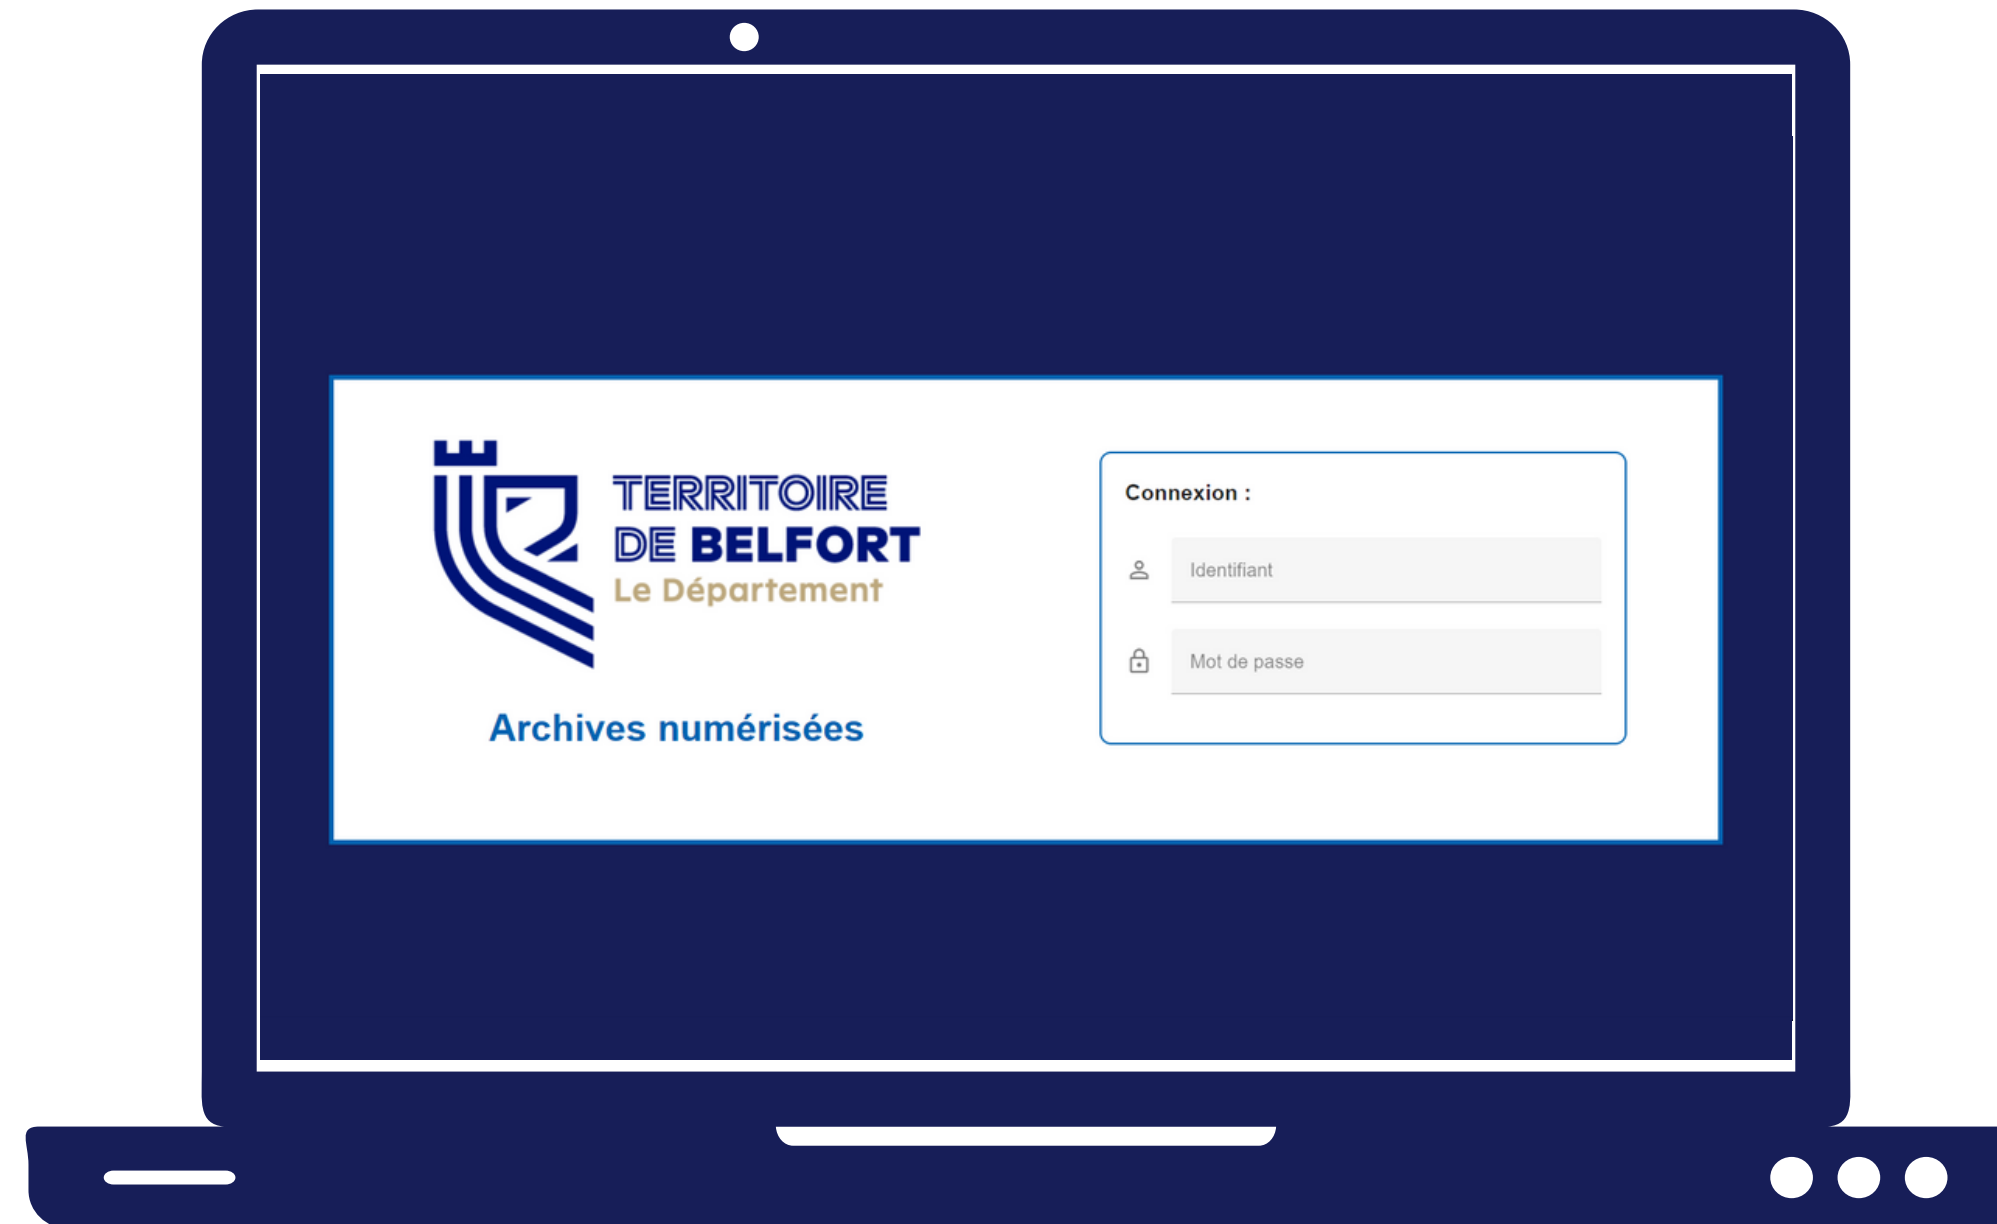 TERRITOIRE
DE BELFORT
Le Département
Archives numérisées
Connexion :
Identifiant
Mot de passe